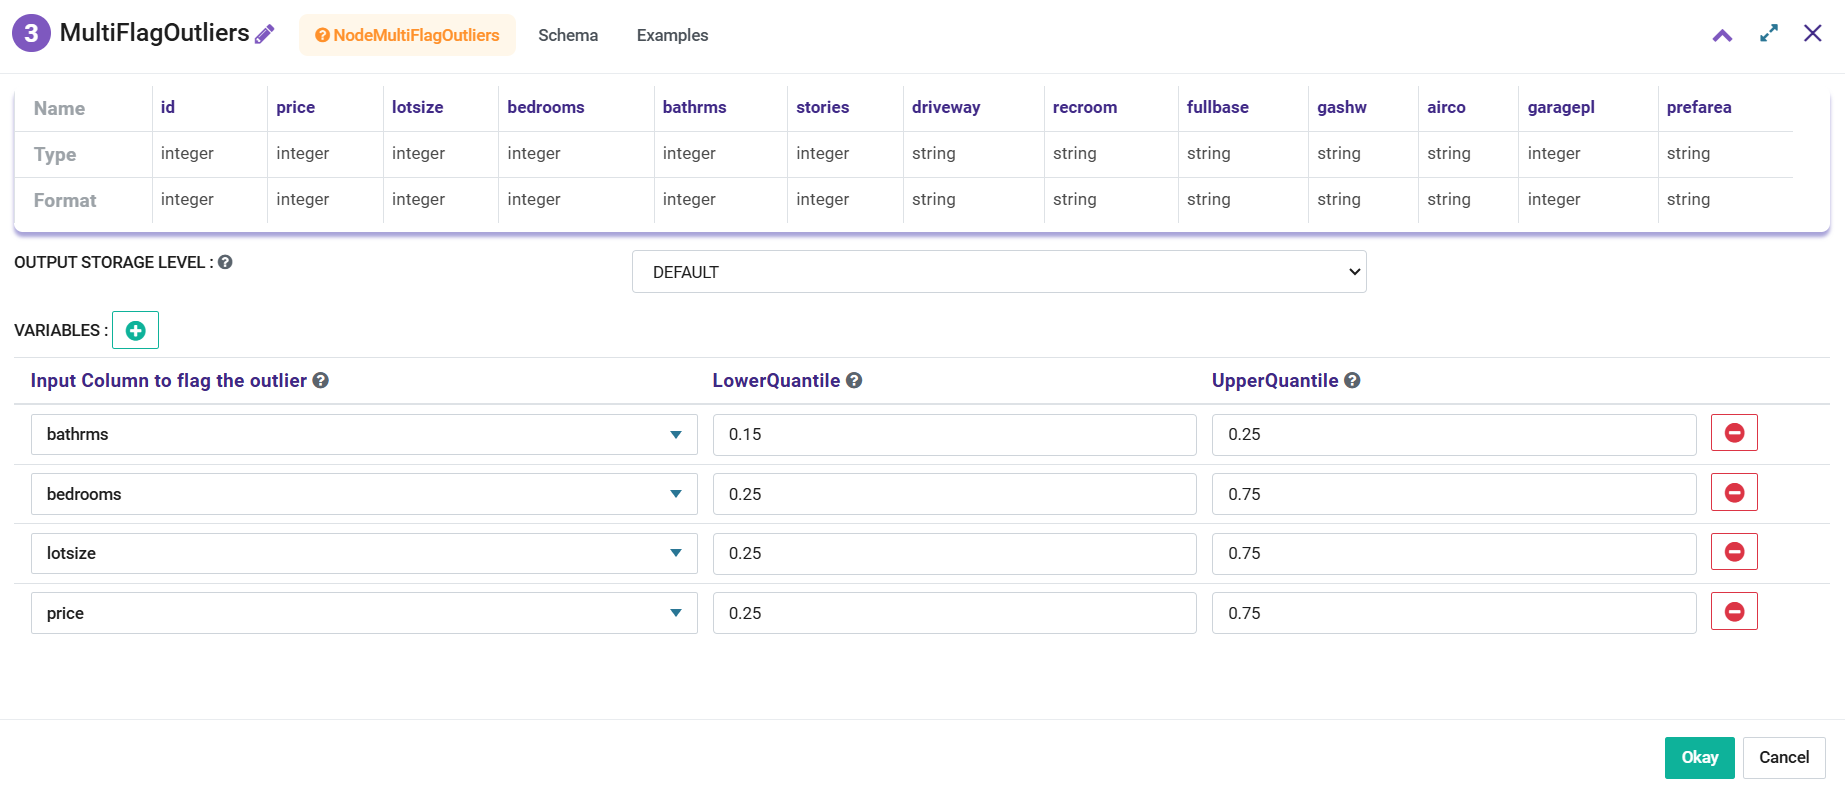 3 MultiFlagOutliers NodeMultiFlagOutliers Schema Examples
Name id price lotsize bedrooms bathrms stories driveway recroom fullbase gashw airco garagepl prefarea
Type integer integer integer integer integer integer string string string string string integer string
Format integer integer integer integer integer integer string string string string string integer string
OUTPUT STORAGE LEVEL : DEFAULT
VARIABLES :
Input Column to flag the outlier LowerQuantile UpperQuantile
bathrms 0.15 0.25
bedrooms 0.25 0.75
lotsize 0.25 0.75
price 0.25 0.75
Okay Cancel